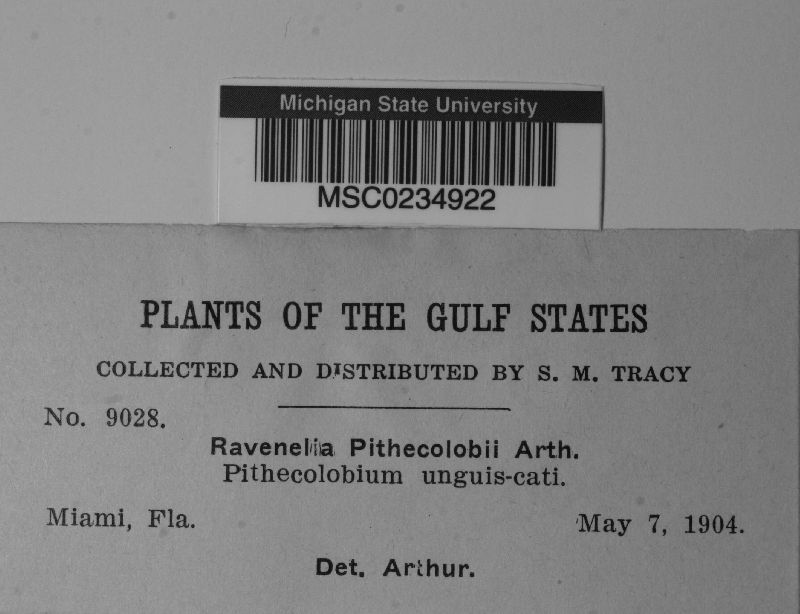 Michigan State University
MSC0234922
PLANTS OF THE GULF STATES
COLLECTED AND DISTRIBUTED BY S. M. TRACY
No. 9028.
Ravenelia Pithecolobii Arth.
Pithecolobium unguis-cati.
Miami, Fla. May 7, 1904.
Det. Arthur.